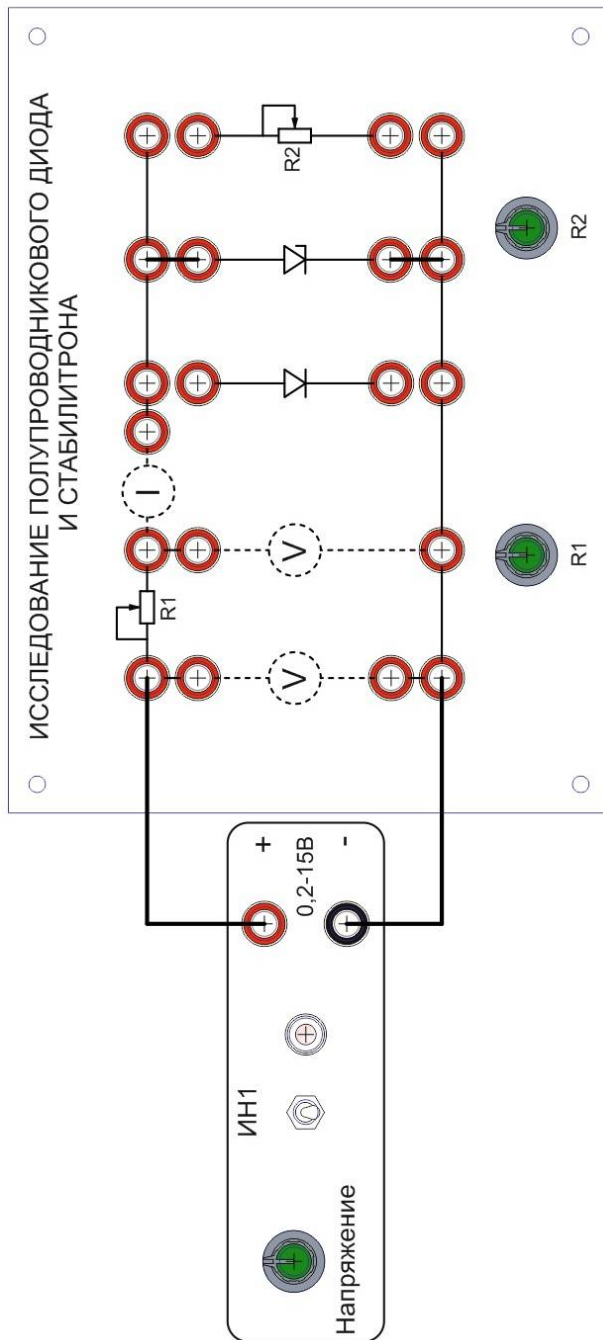 ИССЛЕДОВАНИЕ ПОЛУПРОВОДНИКОВОГО ДИОДА
И СТАБИЛИТРОНА
R1
I
R2
V
V
R1
R2
ИН1
+
0,2-15В
-
Напряжение